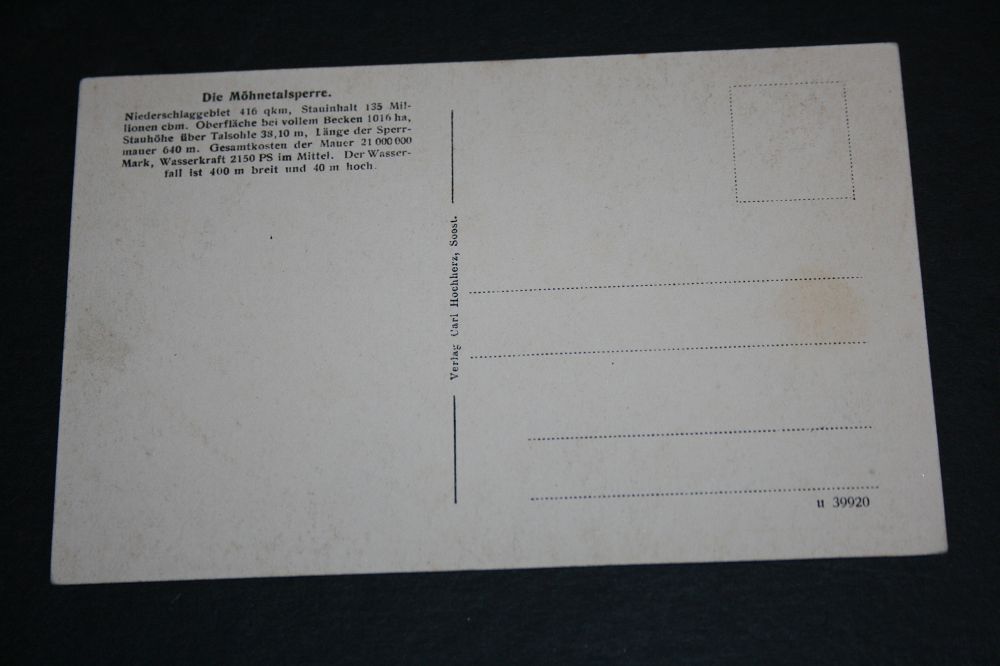 Die Möhnetalsperre.
Niederschlaggebiet 416 qkm, Stauinhalt 135 Mil-
lionen cbm. Oberfläche bei vollem Becken 1016 ha,
Stauhöhe über Talsohle 38,10 m, Länge der Sperr-
mauer 640 m. Gesamtkosten der Mauer 21 000 000
Mark, Wasserkraft 2150 PS im Mittel. Der Wasser-
fall ist 400 m breit und 40 m hoch.
Verlag Carl Hochherz, Soest.
u 39920